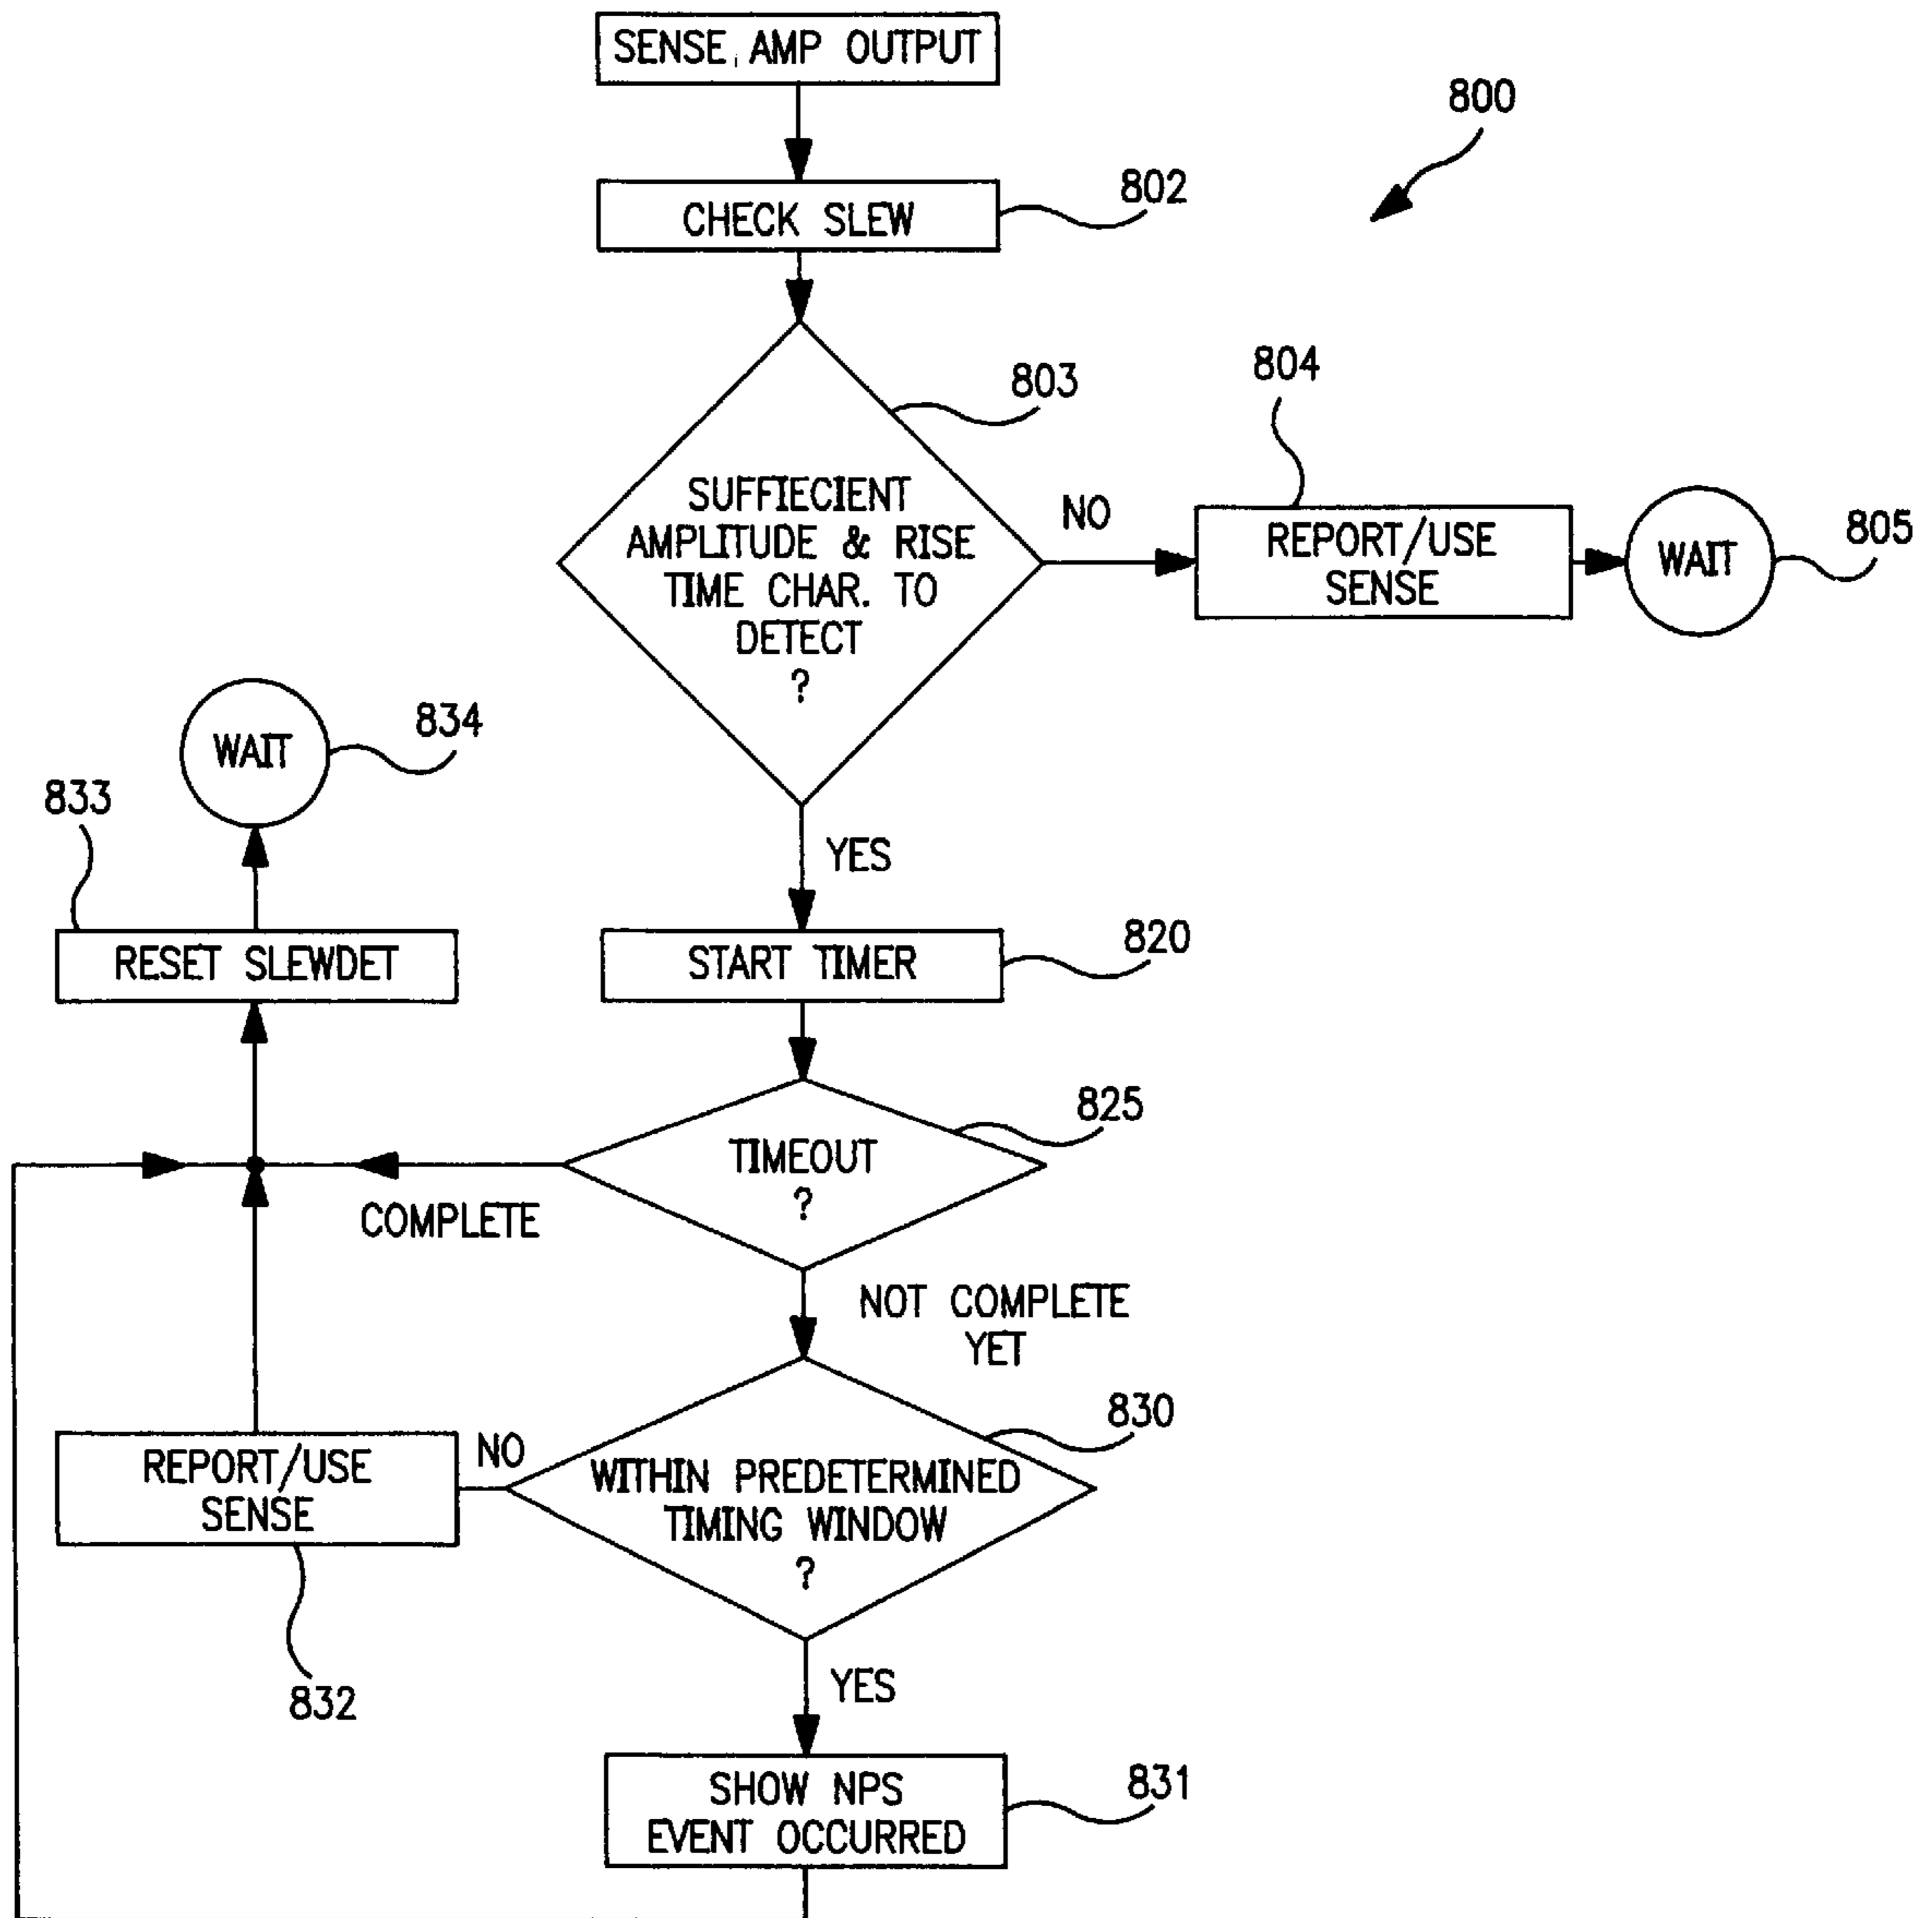 SENSE AMP OUTPUT
800
CHECK SLEW
802
803
SUFFIECIENT
AMPLITUDE & RISE
TIME CHAR. TO
DETECT
?
NO
804
REPORT/USE
SENSE
WAIT
805
WAIT
834
YES
833
RESET SLEWDET
START TIMER
820
TIMEOUT
?
825
COMPLETE
NOT COMPLETE
YET
830
WITHIN PREDETERMINED
TIMING WINDOW
?
NO
REPORT/USE
SENSE
832
YES
SHOW NPS
EVENT OCCURRED
831